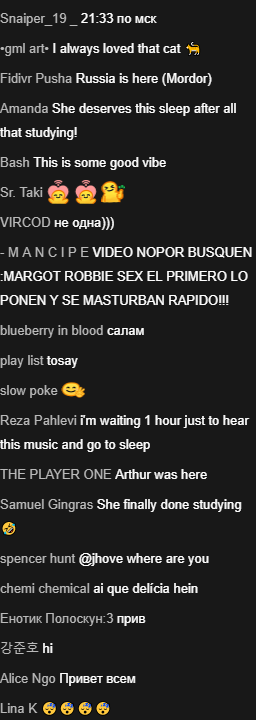 Snaiper_19 _ 21:33 по мск
•gml art• I always loved that cat 🐈
Fidivr Pusha Russia is here (Mordor)
Amanda She deserves this sleep after all
that studying!
Bash This is some good vibe
Sr. Taki
VIRCOD не одна)))
- M A N C I P E VIDEO NOPOR BUSQUEN
:MARGOT ROBBIE SEX EL PRIMERO LO
PONEN Y SE MASTURBAN RAPIDO!!!
blueberry in blood салам
play list tosay
slow poke
Reza Pahlevi i'm waiting 1 hour just to hear
this music and go to sleep
THE PLAYER ONE Arthur was here
Samuel Gingras She finally done studying
🤣
spencer hunt @jhove where are you
chemi chemical ai que delícia hein
Енотик Полоскун:3 прив
강준호 hi
Alice Ngo Привет всем
Lina K 😴😴😴😴